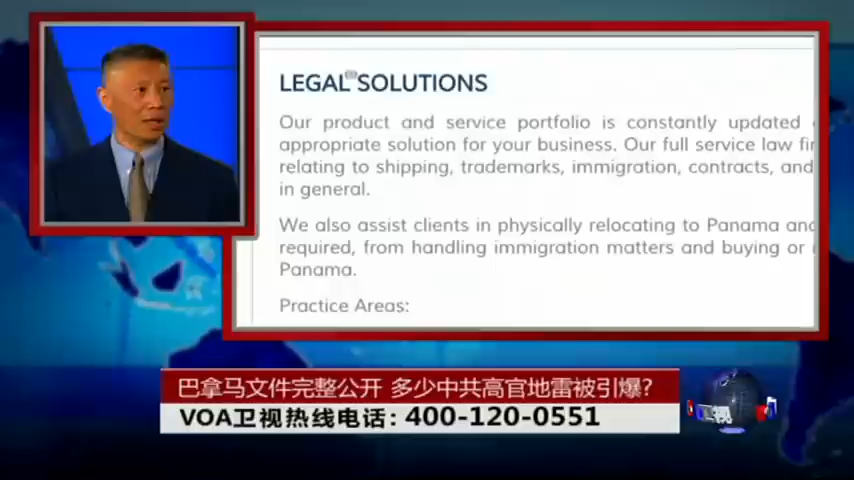 LEGAL SOLUTIONS
Our product and service portfolio is constantly updated
appropriate solution for your business. Our full service law fir
relating to shipping, trademarks, immigration, contracts, and
in general.
We also assist clients in physically relocating to Panama and
required, from handling immigration matters and buying or
Panama.
Practice Areas:
巴拿马文件完整公开 多少中共高官地雷被引爆?
VOA卫视热线电话: 400-120-0551